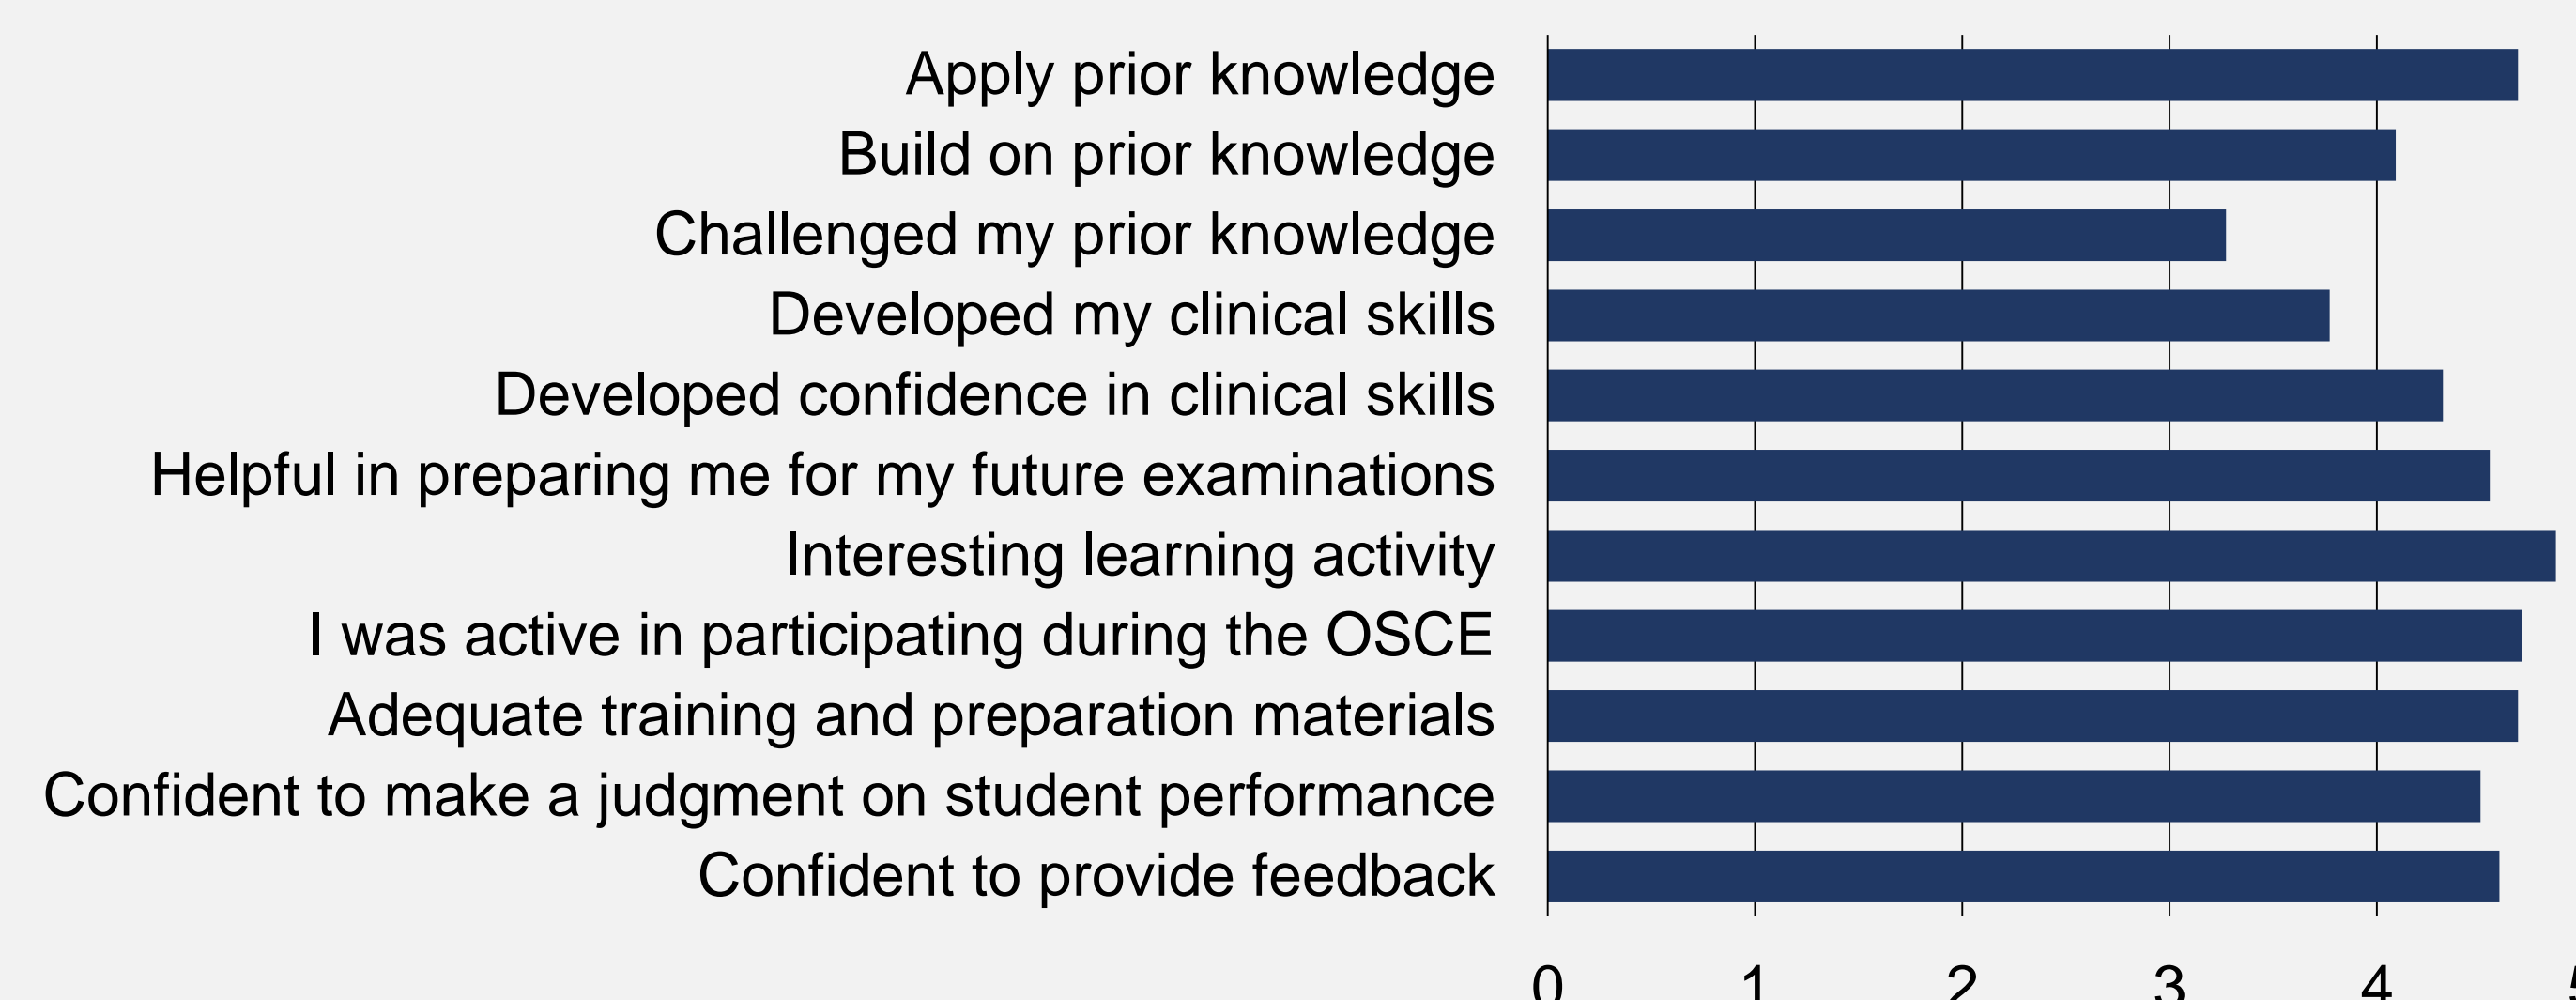 Apply prior knowledge
Build on prior knowledge
Challenged my prior knowledge
Developed my clinical skills
Developed confidence in clinical skills
Helpful in preparing me for my future examinations
Interesting learning activity
I was active in participating during the OSCE
Adequate training and preparation materials
Confident to make a judgment on student performance
Confident to provide feedback
0 1 2 3 4